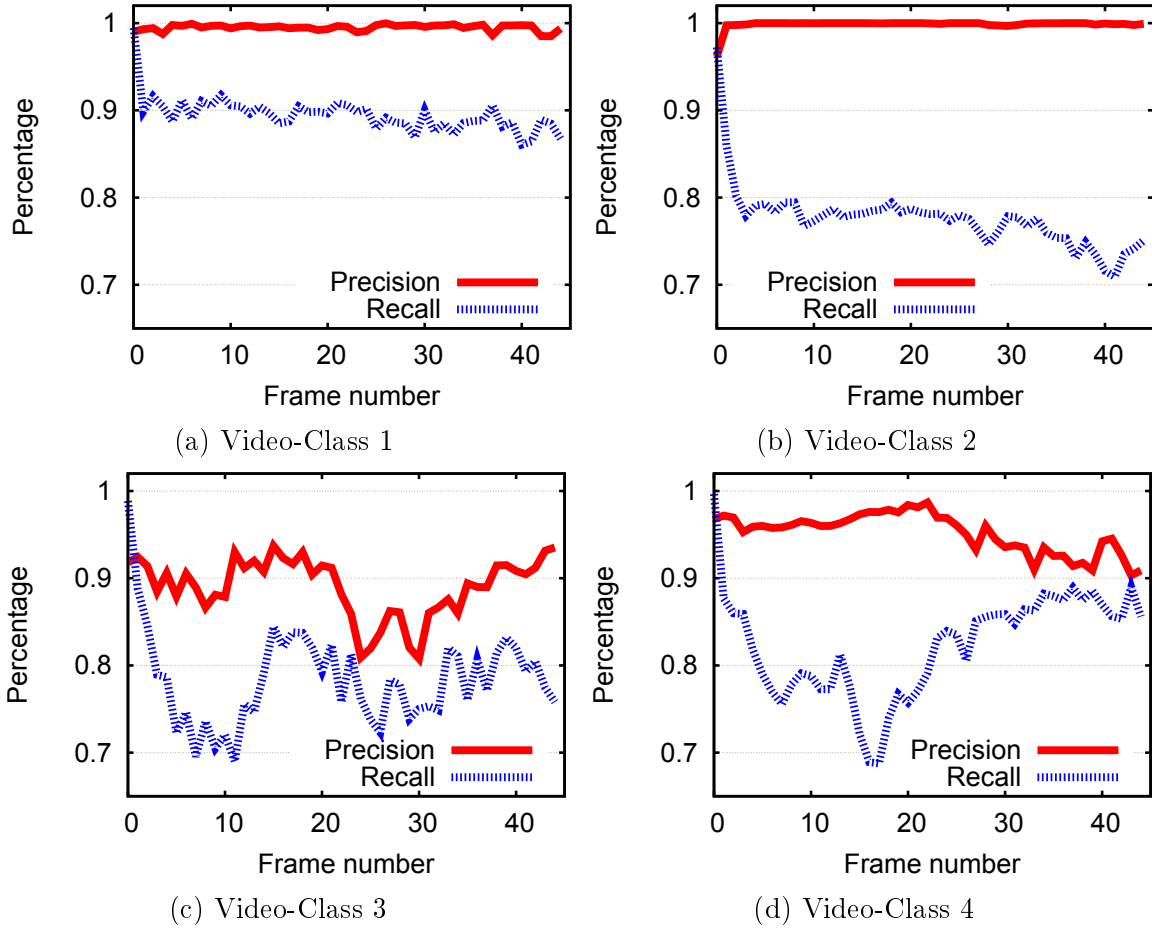 1
0.9
0.8
0.7
Percentage
Precision
Recall
0 10 20 30 40
Frame number
(a) Video-Class 1
1
0.9
0.8
0.7
Percentage
Precision
Recall
0 10 20 30 40
Frame number
(b) Video-Class 2
1
0.9
0.8
0.7
Percentage
Precision
Recall
0 10 20 30 40
Frame number
(c) Video-Class 3
1
0.9
0.8
0.7
Percentage
Precision
Recall
0 10 20 30 40
Frame number
(d) Video-Class 4